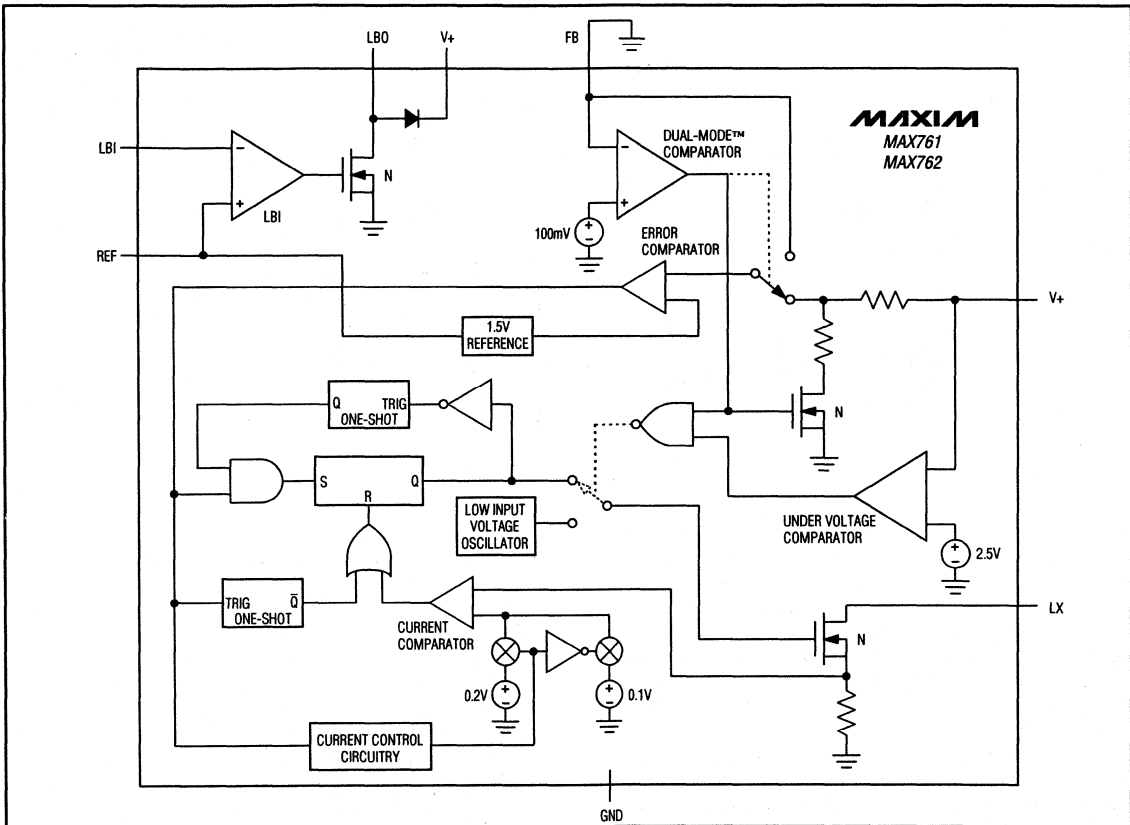 LBO
V+
FB
MAXIM
MAX761
MAX762
DUAL-MODE™
COMPARATOR
LBI
−
+
N
LBI
−
+
100mV
+
−
ERROR
COMPARATOR
REF
V+
1.5V
REFERENCE
Q
TRIG
ONE-SHOT
N
S
Q
R
LOW INPUT
VOLTAGE
OSCILLATOR
UNDER VOLTAGE
COMPARATOR
+
−
2.5V
TRIG
Q̅
ONE-SHOT
CURRENT
COMPARATOR
N
LX
0.2V
+
−
+
−
0.1V
CURRENT CONTROL
CIRCUITRY
GND